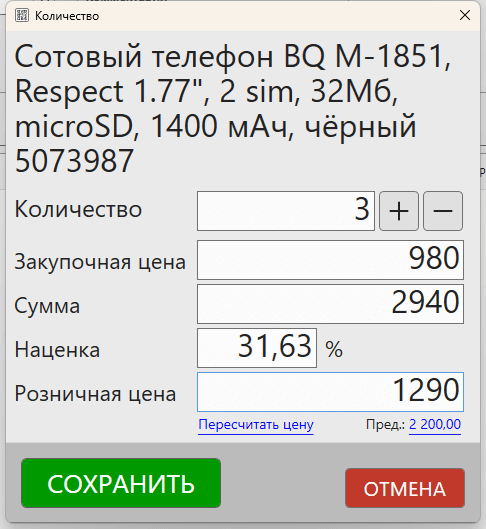 Количество
Сотовый телефон BQ M-1851,
Respect 1.77", 2 sim, 32Мб,
microSD, 1400 мАч, чёрный
5073987
Количество 3 + −
Закупочная цена 980
Сумма 2940
Наценка 31,63 %
Розничная цена 1290
Пересчитать цену Пред.: 2 200,00
СОХРАНИТЬ ОТМЕНА